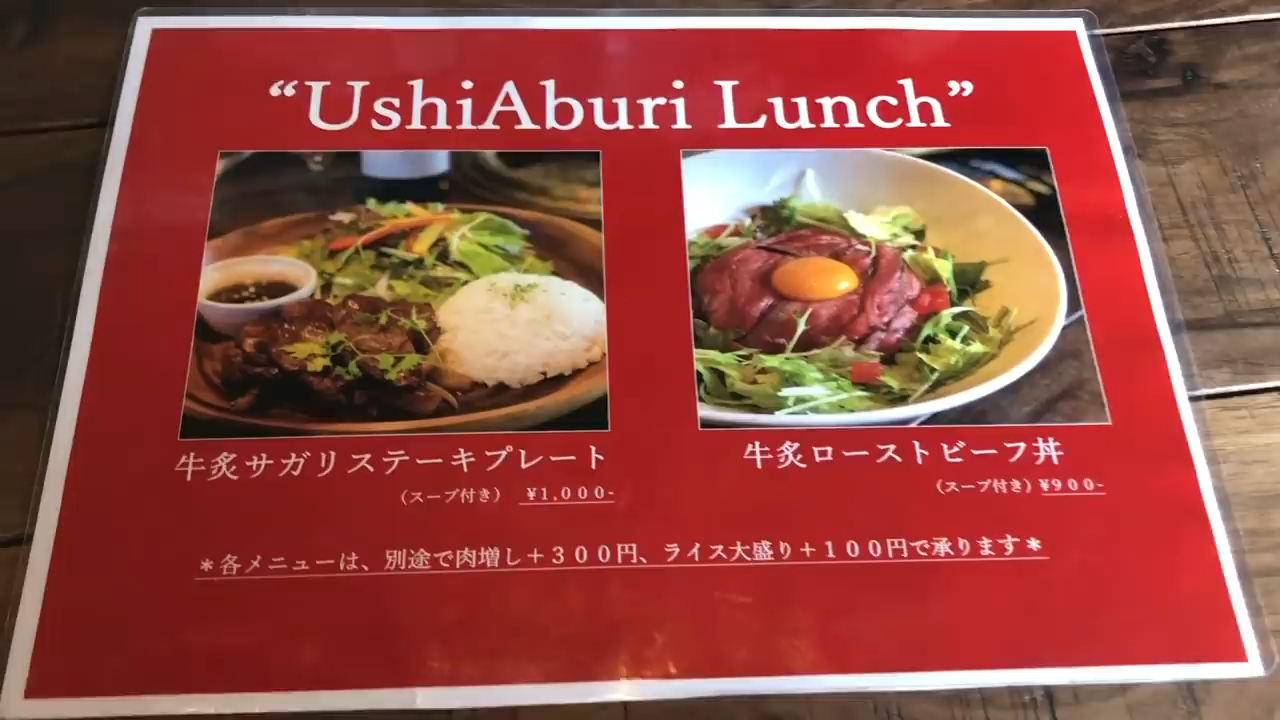 “UshiAburi Lunch”
牛炙サガリステーキプレート
（スープ付き） ¥1,000-
牛炙ローストビーフ丼
（スープ付き）¥900-
＊各メニューは、別途で肉増し＋３００円、ライス大盛り＋１００円で承ります＊